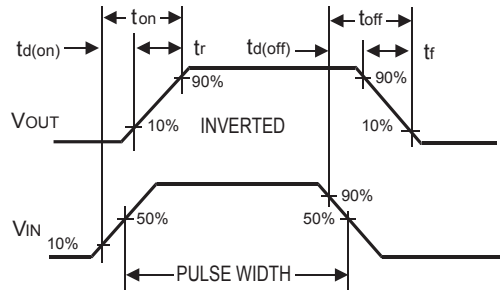 ton toff
td(on) tr td(off) tf
90% 90%
VOUT 10% INVERTED 10%
90%
VIN 50% 50%
10%
PULSE WIDTH